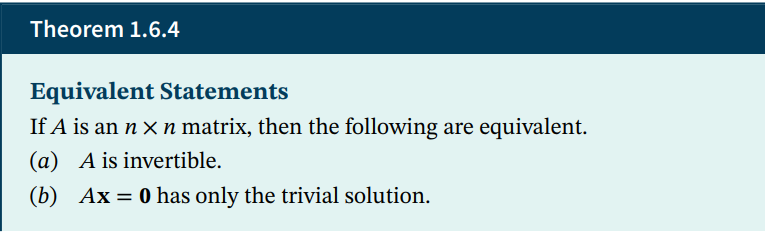 Theorem 1.6.4
Equivalent Statements
If A is an n × n matrix, then the following are equivalent.
(a) A is invertible.
(b) Ax = 0 has only the trivial solution.